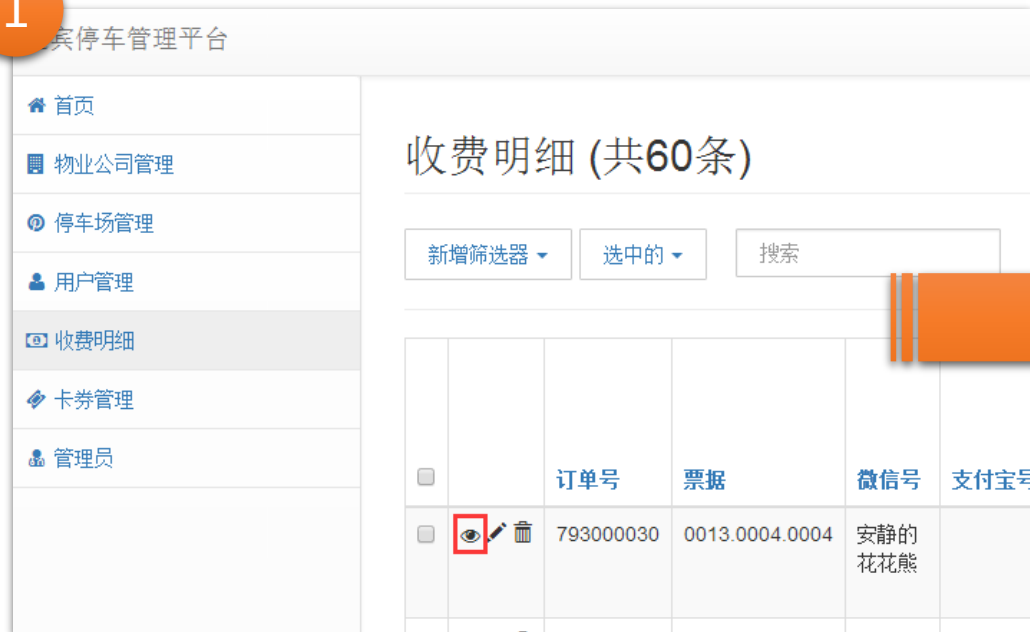 1
宾停车管理平台
首页
物业公司管理
停车场管理
用户管理
收费明细
卡券管理
管理员
收费明细 (共60条)
新增筛选器
选中的
搜索
订单号
票据
微信号
支付宝号
793000030
0013.0004.0004
安静的
花花熊